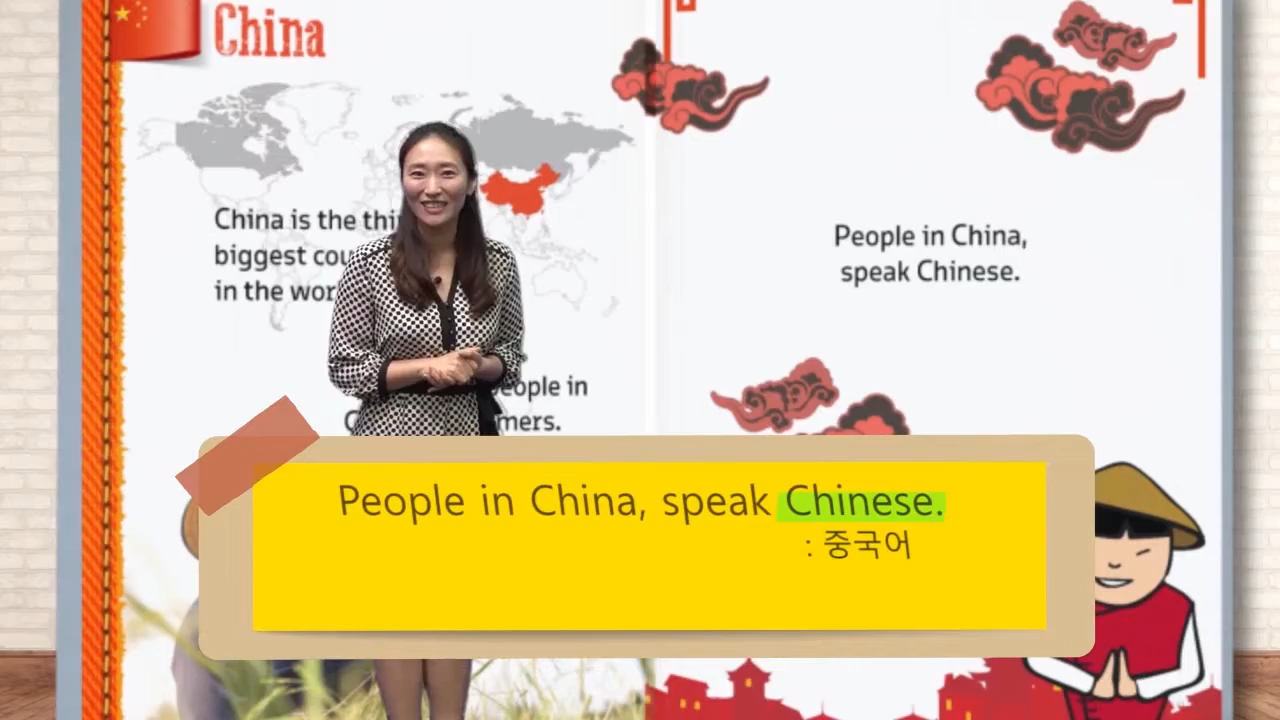 China
China is the thi
biggest cou
in the wor
eople in
mers.
People in China,
speak Chinese.
People in China, speak Chinese.
: 중국어